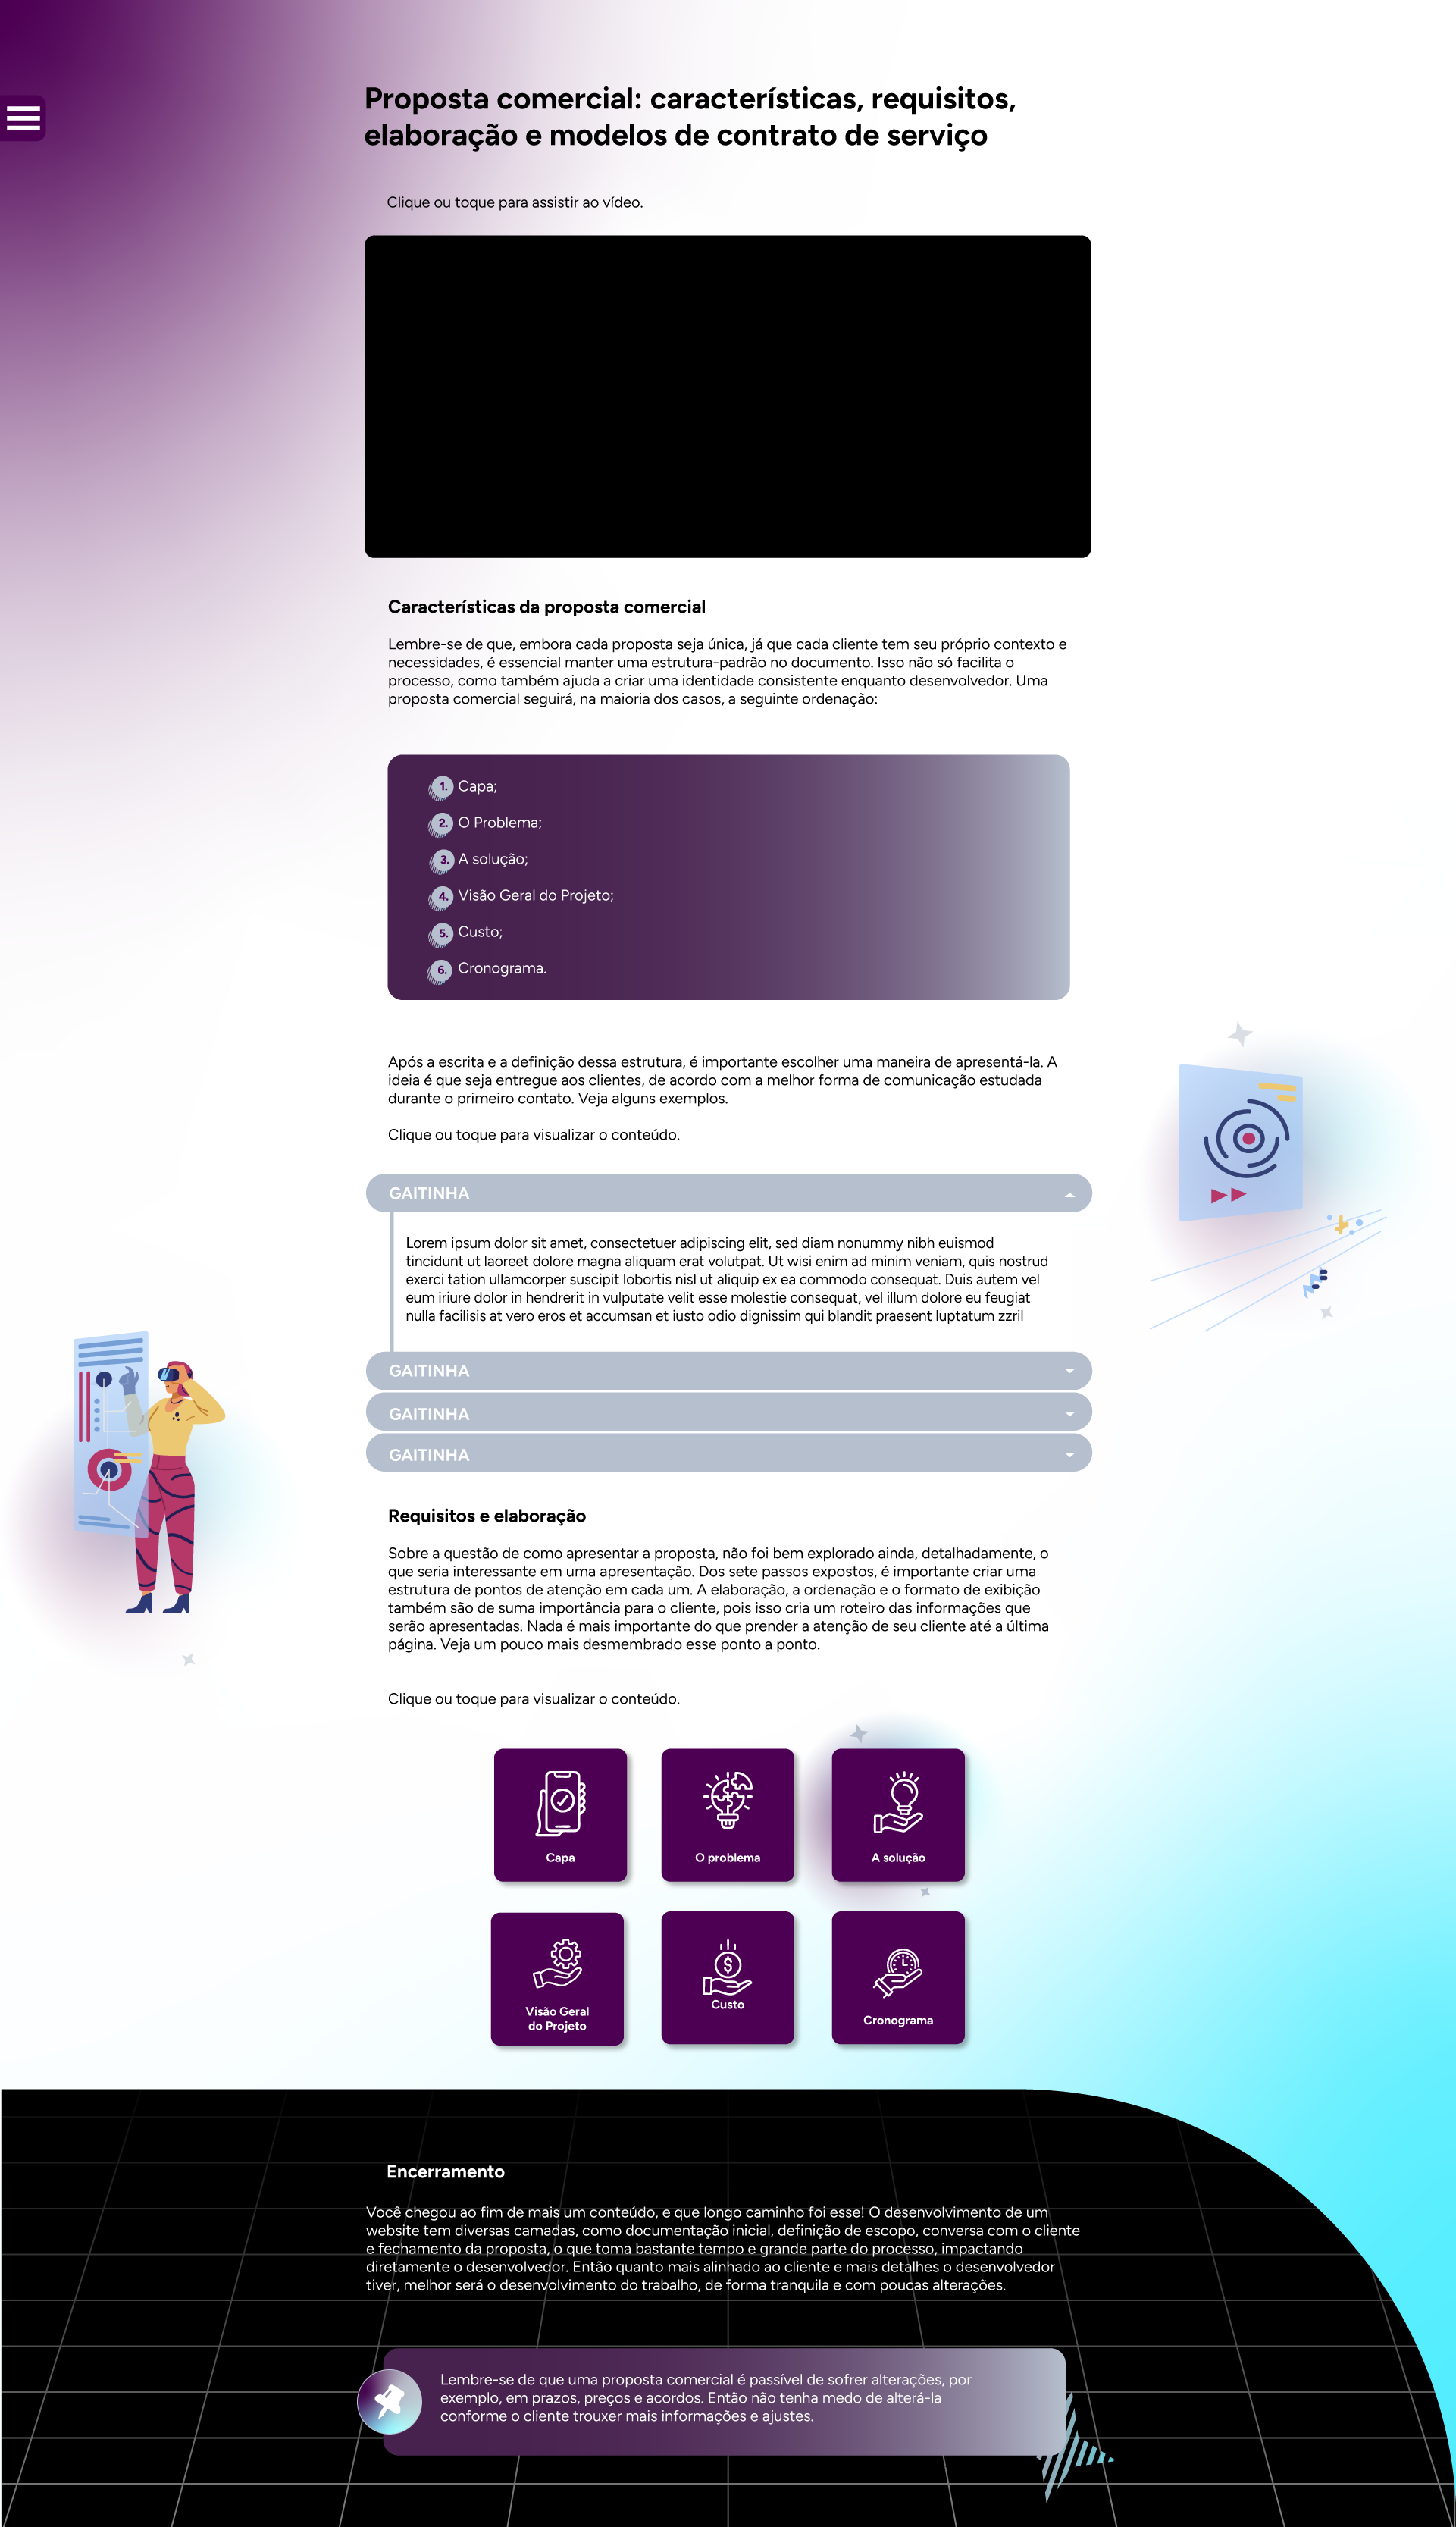 Proposta comercial: características, requisitos,
elaboração e modelos de contrato de serviço
Clique ou toque para assistir ao vídeo.
Características da proposta comercial
Lembre-se de que, embora cada proposta seja única, já que cada cliente tem seu próprio contexto e
necessidades, é essencial manter uma estrutura-padrão no documento. Isso não só facilita o
processo, como também ajuda a criar uma identidade consistente enquanto desenvolvedor. Uma
proposta comercial seguirá, na maioria dos casos, a seguinte ordenação:
1. Capa;
2. O Problema;
3. A solução;
4. Visão Geral do Projeto;
5. Custo;
6. Cronograma.
Após a escrita e a definição dessa estrutura, é importante escolher uma maneira de apresentá-la. A
ideia é que seja entregue aos clientes, de acordo com a melhor forma de comunicação estudada
durante o primeiro contato. Veja alguns exemplos.
Clique ou toque para visualizar o conteúdo.
GAITINHA
Lorem ipsum dolor sit amet, consectetuer adipiscing elit, sed diam nonummy nibh euismod
tincidunt ut laoreet dolore magna aliquam erat volutpat. Ut wisi enim ad minim veniam, quis nostrud
exerci tation ullamcorper suscipit lobortis nisl ut aliquip ex ea commodo consequat. Duis autem vel
eum iriure dolor in hendrerit in vulputate velit esse molestie consequat, vel illum dolore eu feugiat
nulla facilisis at vero eros et accumsan et iusto odio dignissim qui blandit praesent luptatum zzril
GAITINHA
GAITINHA
GAITINHA
Requisitos e elaboração
Sobre a questão de como apresentar a proposta, não foi bem explorado ainda, detalhadamente, o
que seria interessante em uma apresentação. Dos sete passos expostos, é importante criar uma
estrutura de pontos de atenção em cada um. A elaboração, a ordenação e o formato de exibição
também são de suma importância para o cliente, pois isso cria um roteiro das informações que
serão apresentadas. Nada é mais importante do que prender a atenção de seu cliente até a última
página. Veja um pouco mais desmembrado esse ponto a ponto.
Clique ou toque para visualizar o conteúdo.
Capa
O problema
A solução
Visão Geral
do Projeto
Custo
Cronograma
Encerramento
Você chegou ao fim de mais um conteúdo, e que longo caminho foi esse! O desenvolvimento de um
website tem diversas camadas, como documentação inicial, definição de escopo, conversa com o cliente
e fechamento da proposta, o que toma bastante tempo e grande parte do processo, impactando
diretamente o desenvolvedor. Então quanto mais alinhado ao cliente e mais detalhes o desenvolvedor
tiver, melhor será o desenvolvimento do trabalho, de forma tranquila e com poucas alterações.
Lembre-se de que uma proposta comercial é passível de sofrer alterações, por
exemplo, em prazos, preços e acordos. Então não tenha medo de alterá-la
conforme o cliente trouxer mais informações e ajustes.